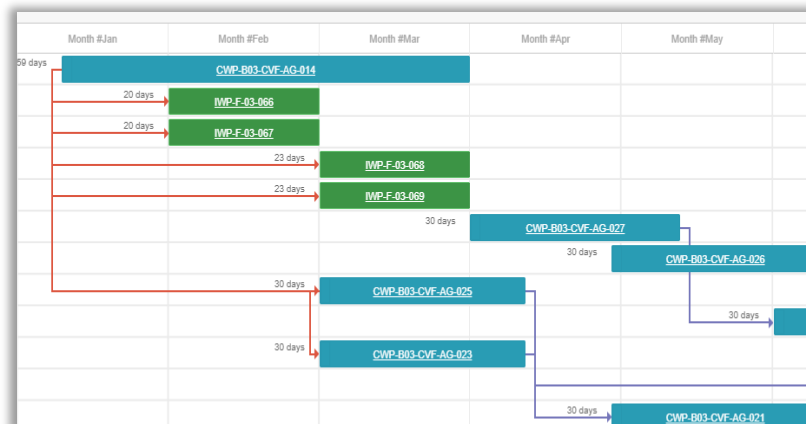 Month #Jan Month #Feb Month #Mar Month #Apr Month #May
59 days CWP-B03-CVF-AG-014
20 days IWP-F-03-066
20 days IWP-F-03-067
23 days IWP-F-03-068
23 days IWP-F-03-069
30 days CWP-B03-CVF-AG-027
30 days CWP-B03-CVF-AG-026
30 days CWP-B03-CVF-AG-025
30 days
30 days CWP-B03-CVF-AG-023
30 days CWP-B03-CVF-AG-021